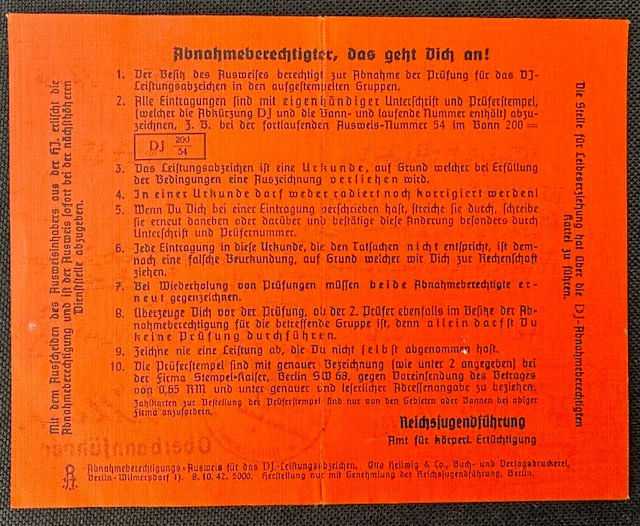 Abnahmeberechtigter, das geht Dich an!
1. Der Besitz des Ausweises berechtigt zur Abnahme der Prüfung für das DJ-
Leistungsabzeichen in den aufgestempelten Gruppen.
2. Alle Eintragungen sind mit eigenhändiger Unterschrift und Prüferstempel,
(welcher die Abkürzung DJ und die Bann- und laufende Nummer enthält) abzu-
zeichnen, z. B. bei der fortlaufenden Ausweis-Nummer 54 im Bann 200 =
DJ 200/54
3. Das Leistungsabzeichen ist eine Urkunde, auf Grund welcher bei Erfüllung
der Bedingungen eine Auszeichnung verliehen wird.
4. In einer Urkunde darf weder radiert noch korrigiert werden!
5. Wenn Du Dich bei einer Eintragung verschrieben hast, streiche sie durch, schreibe
sie erneut daneben oder darüber und bestätige diese Änderung besonders durch
Unterschrift und Prüfernummer.
6. Jede Eintragung in diese Urkunde, die den Tatsachen nicht entspricht, ist dem-
nach eine falsche Beurkundung, auf Grund welcher wir Dich zur Rechenschaft
ziehen.
7. Bei Wiederholung von Prüfungen müssen beide Abnahmeberechtigte er-
neut gegenzeichnen.
8. Überzeuge Dich vor der Prüfung, ob der 2. Prüfer ebenfalls im Besitze der Ab-
nahmeberechtigung für die betreffende Gruppe ist, denn allein darfst Du
keine Prüfung durchführen.
9. Zeichne nie eine Leistung ab, die Du nicht selbst abgenommen hast.
10. Die Prüferstempel sind mit genauer Bezeichnung (wie unter 2 angegeben) bei
der Firma Stempel-Kaiser, Berlin SW 68, gegen Voreinsendung des Betrages
von 0,65 RM und unter genauer und leserlicher Adressenangabe zu beziehen.
Zahlkarten zur Bestellung der Prüferstempel sind nur von den Gebieten oder Bannen bei obiger
Firma anzufordern.
Reichsjugendführung
Amt für körperl. Ertüchtigung
Abnahmeberechtigungs-Ausweis für das DJ-Leistungsabzeichen. Otto Hellwig & Co., Buch- und Verlagsdruckerei,
Berlin-Wilmersdorf 1). 8. 10. 42. 5000. Herstellung nur mit Genehmigung der Reichsjugendführung, Berlin.
Mit dem Ausscheiden des Ausweisinhabers aus der HJ. erlischt die
Abnahmeberechtigung und ist der Ausweis sofort bei der nächsthöheren
Dienststelle abzugeben.
Die Stelle für Leibeserziehung hat über die DJ-Abnahmeberechtigten
Kartei zu führen.
Oberbannführer